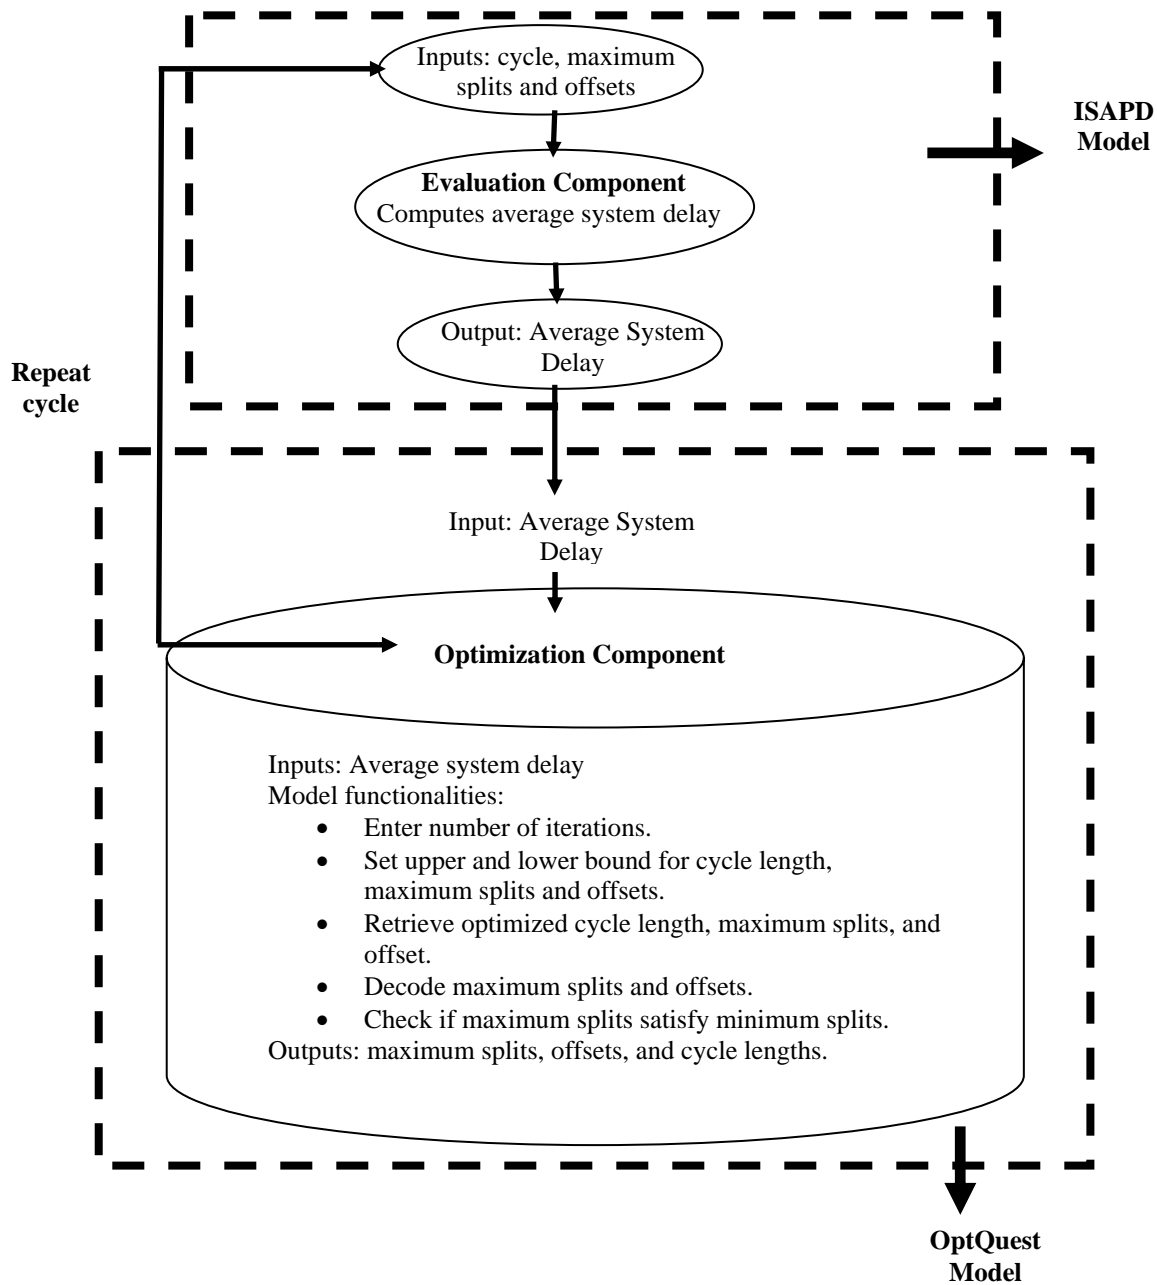 Inputs: cycle, maximum
splits and offsets
ISAPD
Model
Evaluation Component
Computes average system delay
Output: Average System
Delay
Repeat
cycle
Input: Average System
Delay
Optimization Component
Inputs: Average system delay
Model functionalities:
• Enter number of iterations.
• Set upper and lower bound for cycle length,
maximum splits and offsets.
• Retrieve optimized cycle length, maximum splits, and
offset.
• Decode maximum splits and offsets.
• Check if maximum splits satisfy minimum splits.
Outputs: maximum splits, offsets, and cycle lengths.
OptQuest
Model